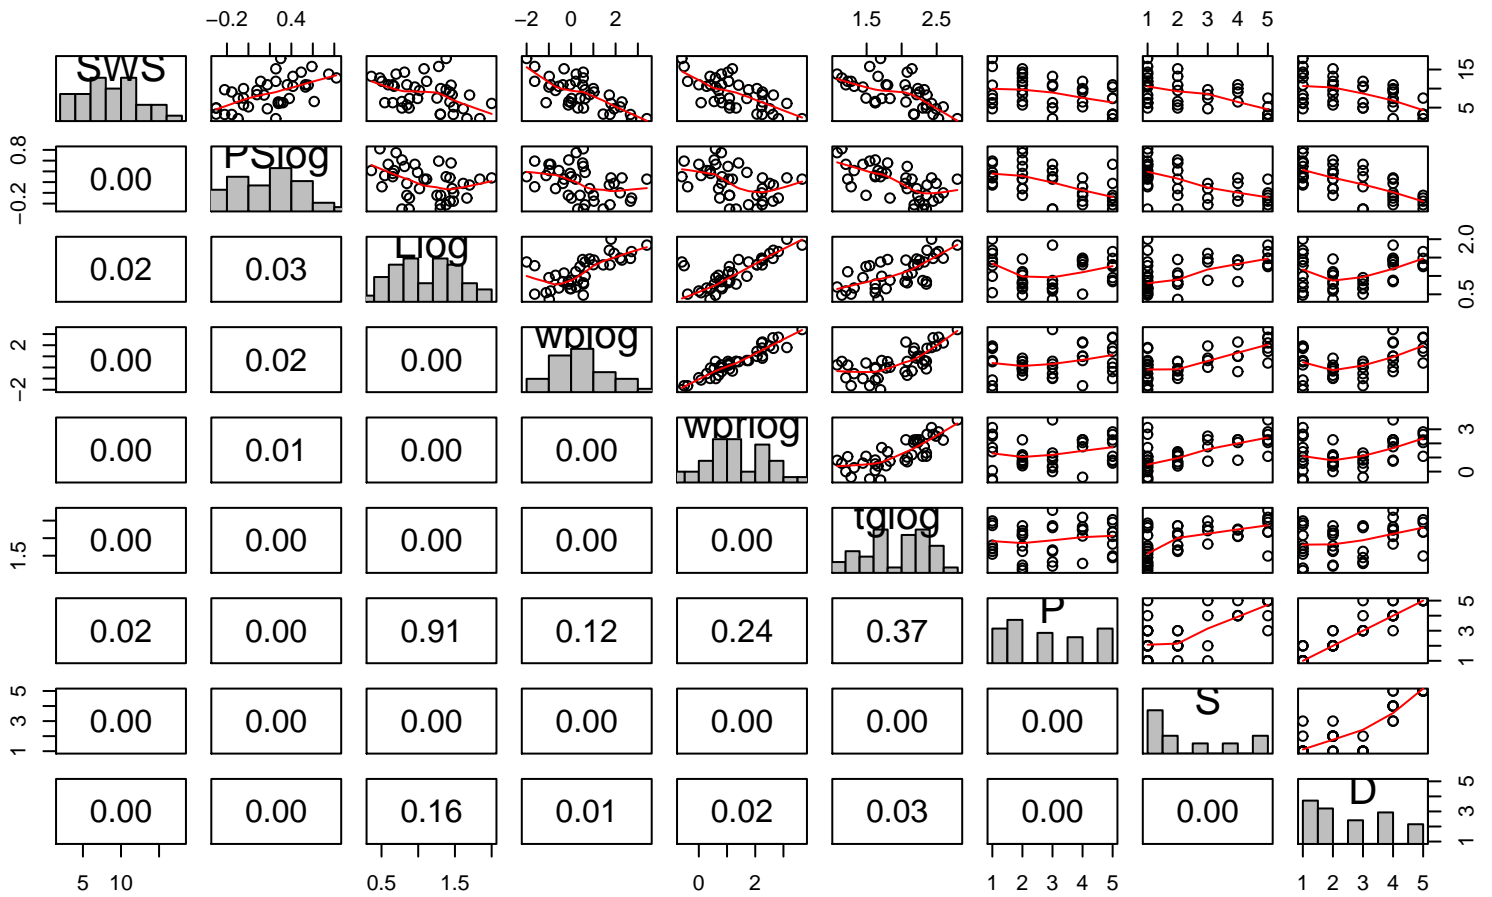 −0.2 0.4 −2 0 2 1.5 2.5 1 2 3 4 5
SWS 5 15
−0.2 0.8 0.00 PSlog
0.02 0.03 Llog 0.5 2.0
−2 2 0.00 0.02 0.00 wblog
0.00 0.01 0.00 0.00 wbrlog 0 3
1.5 0.00 0.00 0.00 0.00 0.00 tglog
0.02 0.00 0.91 0.12 0.24 0.37 P 1 3 5
1 3 5 0.00 0.00 0.00 0.00 0.00 0.00 0.00 S
0.00 0.00 0.16 0.01 0.02 0.03 0.00 0.00 D 1 3 5
5 10 0.5 1.5 0 2 1 2 3 4 5 1 2 3 4 5